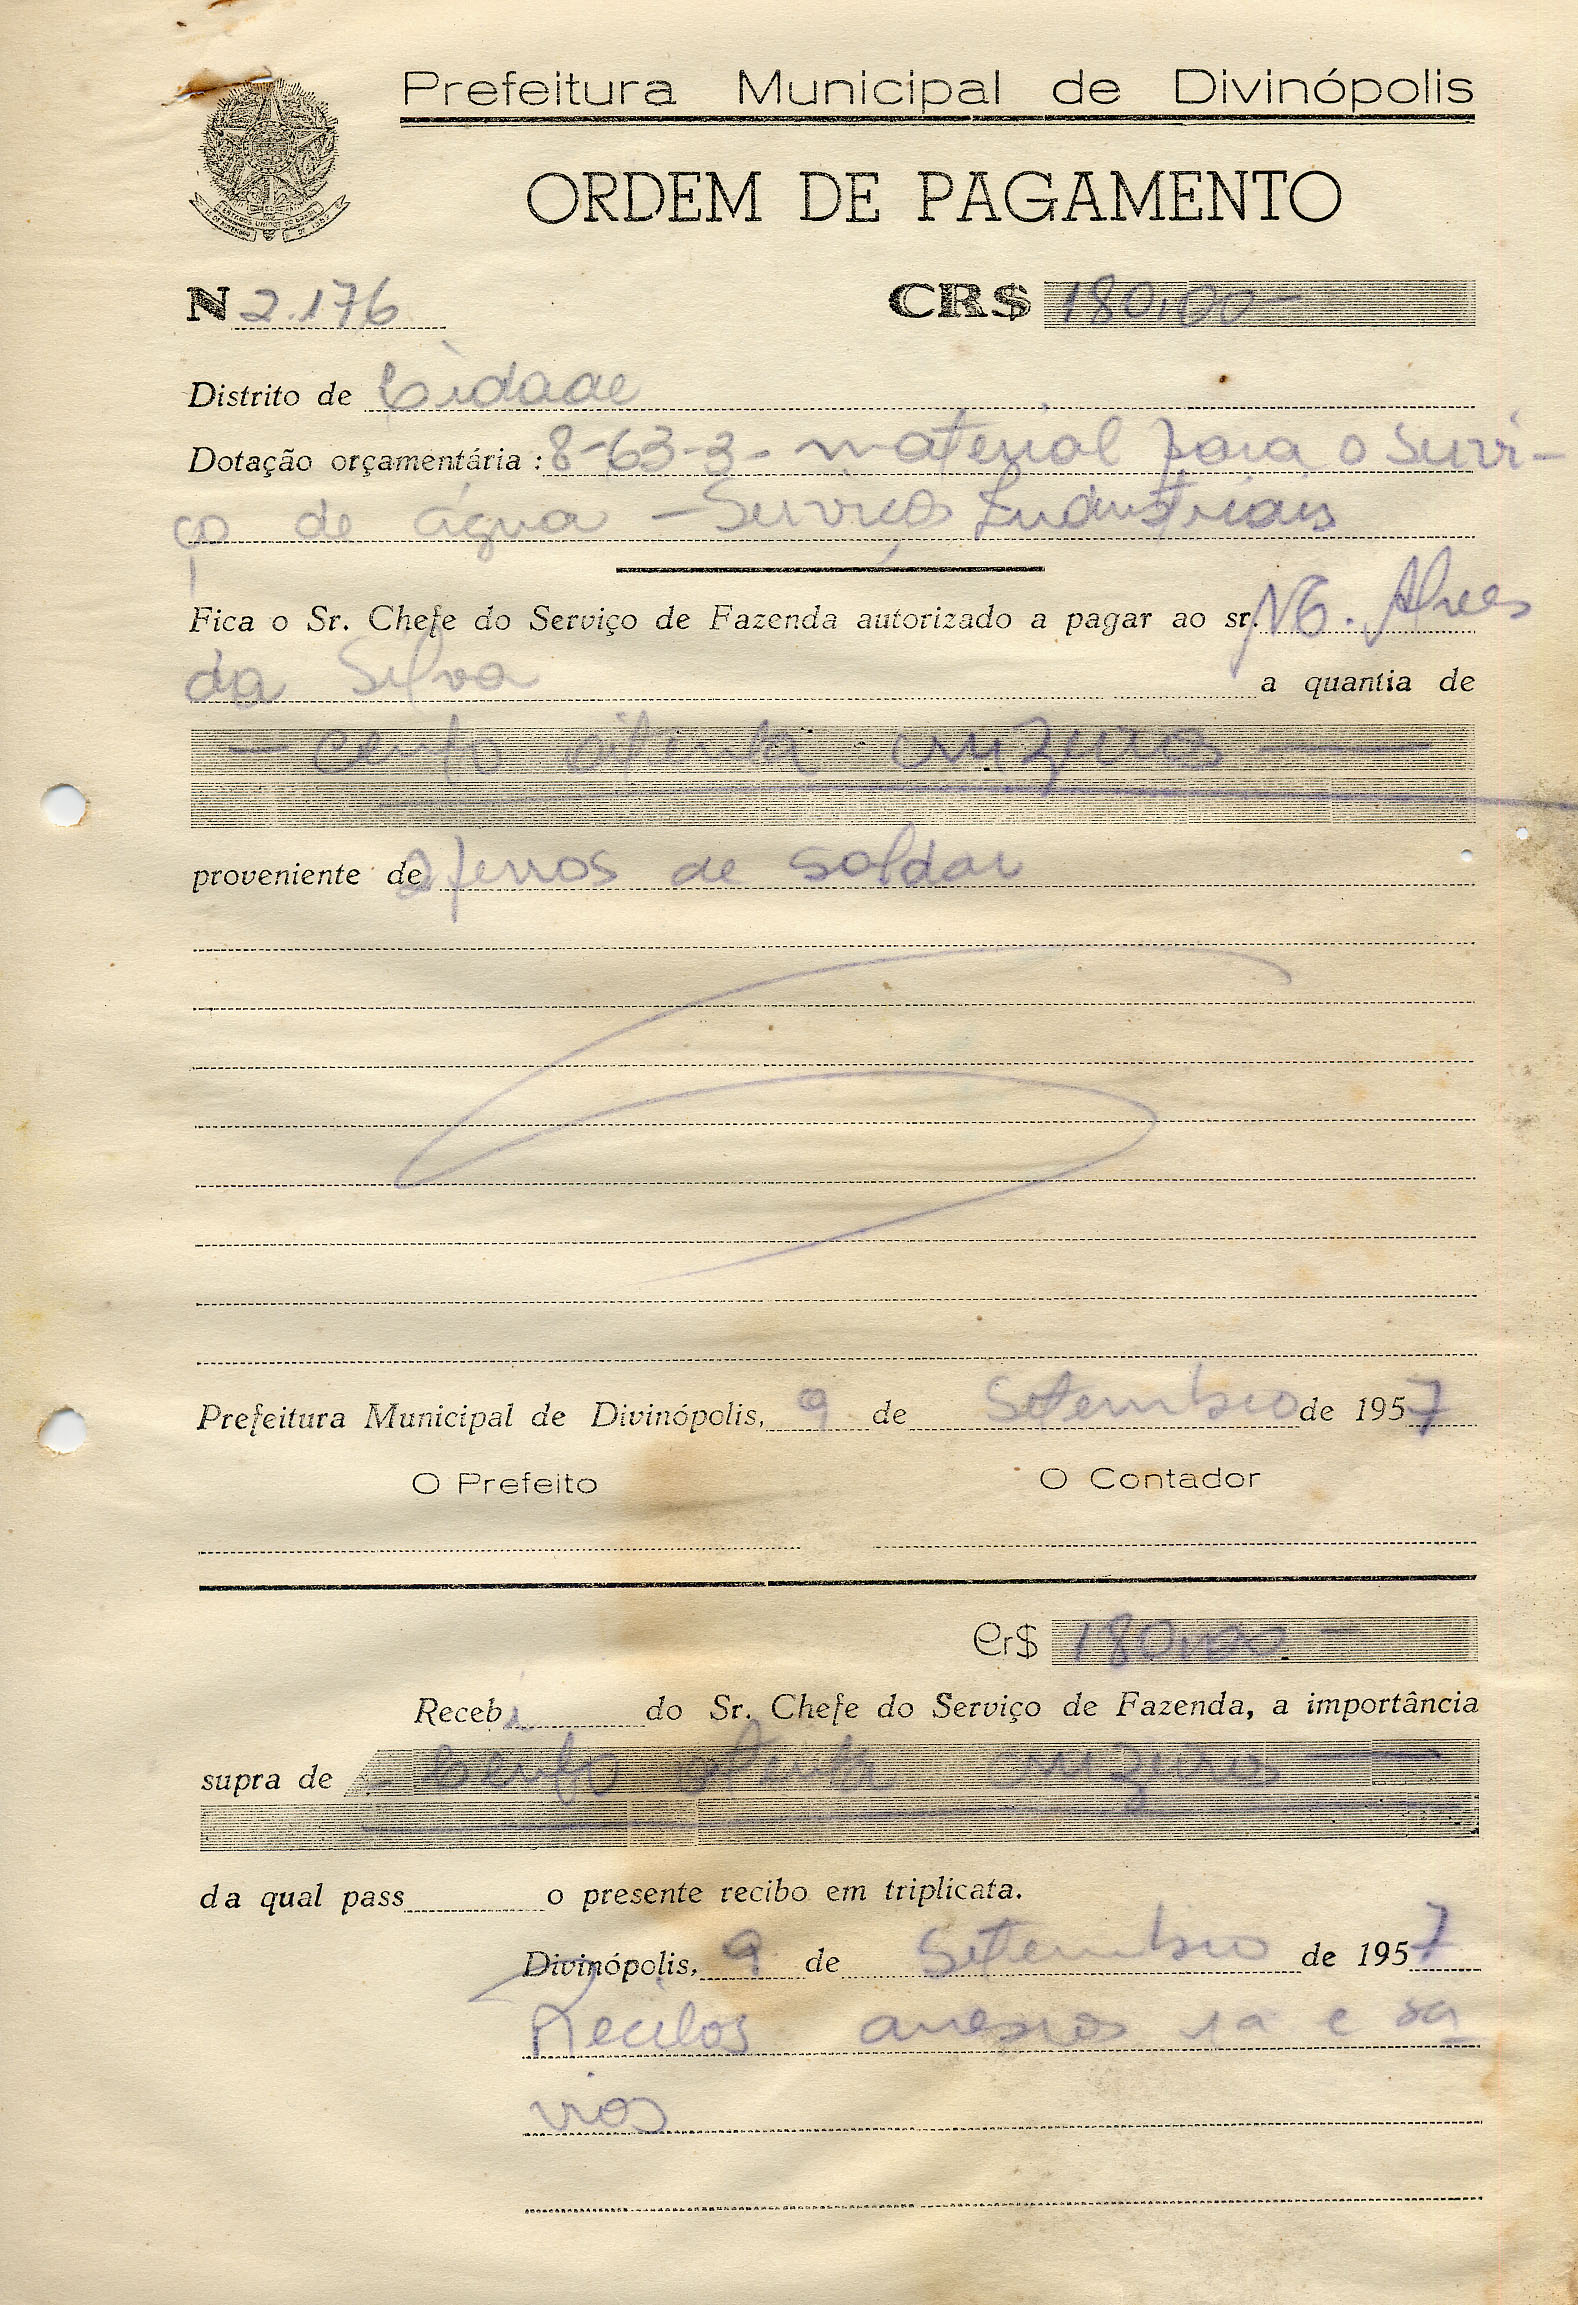 Prefeitura Municipal de Divinópolis
ORDEM DE PAGAMENTO
N 2.176 CR$ 180,00-
Distrito de Cidade
Dotação orçamentária: 8-63-3- material para o servi-
ço de água - Serviços Industriais
Fica o Sr. Chefe do Serviço de Fazenda autorizado a pagar ao sr. Alves
da Silva a quantia de
- cento oitenta cruzeiros
proveniente de 2 ferros de soldar
Prefeitura Municipal de Divinópolis, 9 de Setembro de 1957
O Prefeito O Contador
Cr$ 180,00 -
Recebi do Sr. Chefe do Serviço de Fazenda, a importância
supra de - Cento oitenta cruzeiros
da qual pass o presente recibo em triplicata.
Divinópolis, 9 de Setembro de 1957
Recibos anexos 1a e